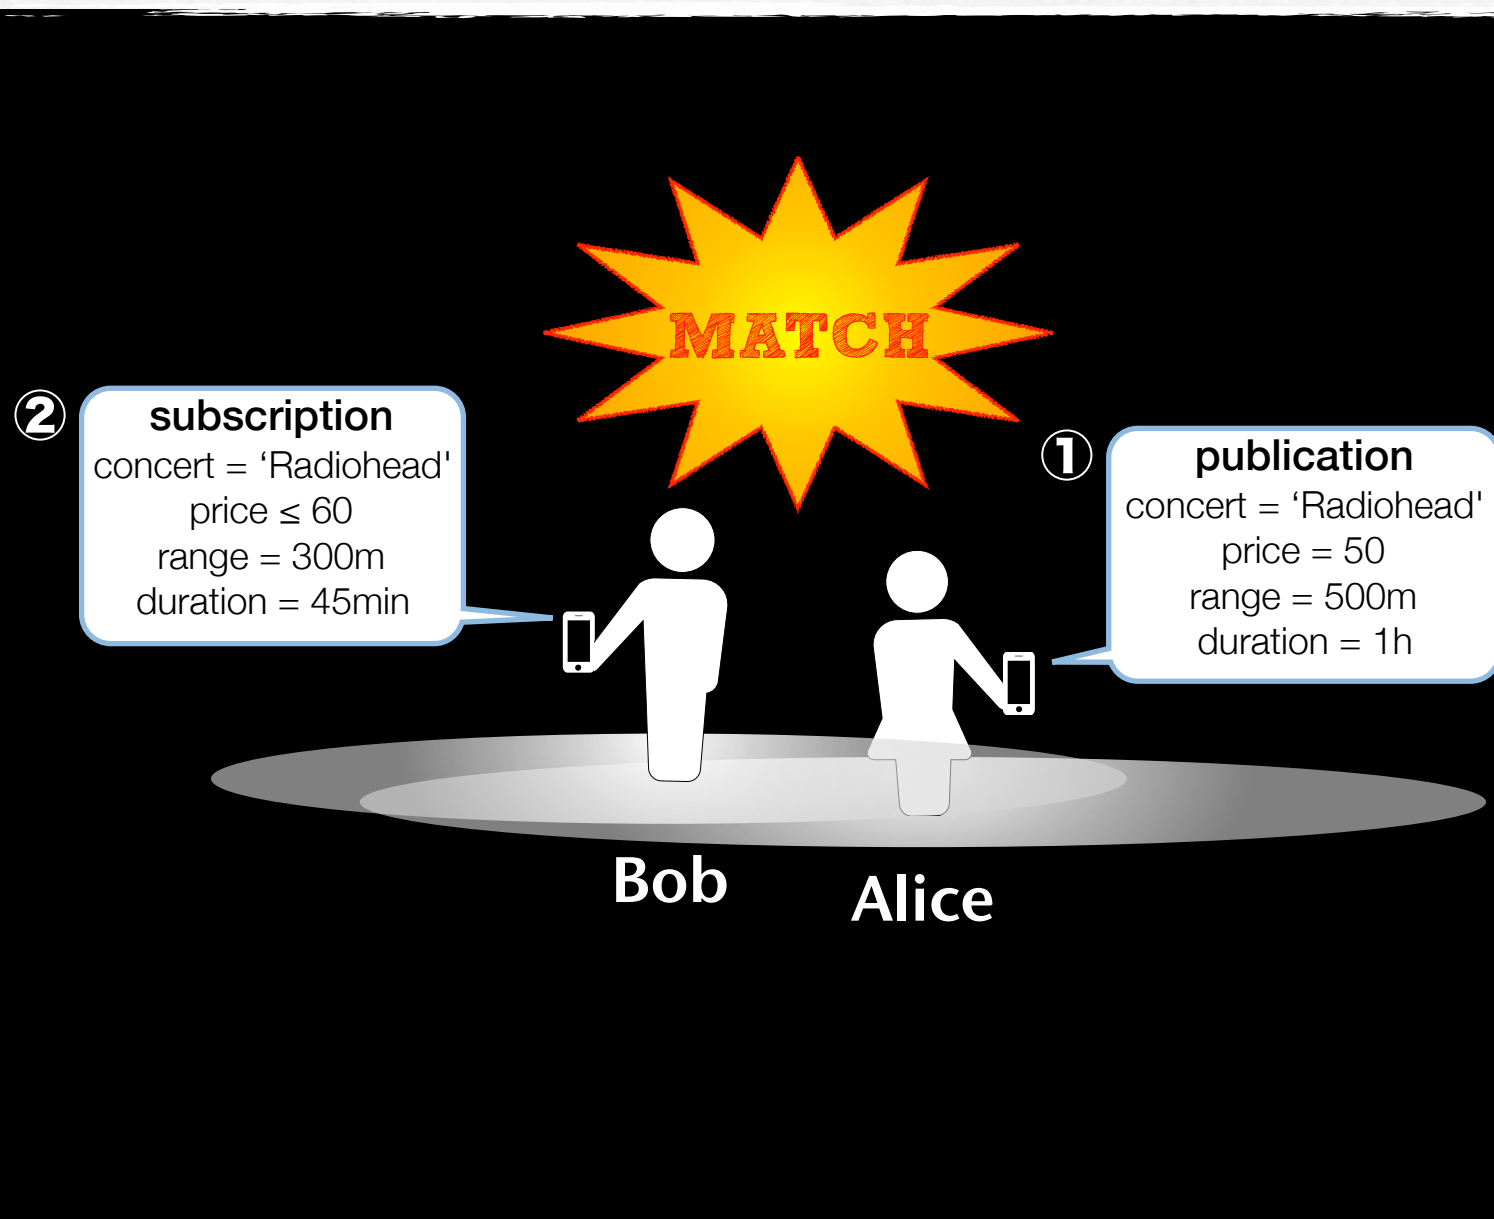 MATCH
②
subscription
concert = ‘Radiohead'
price ≤ 60
range = 300m
duration = 45min
①
publication
concert = ‘Radiohead'
price = 50
range = 500m
duration = 1h
Bob
Alice